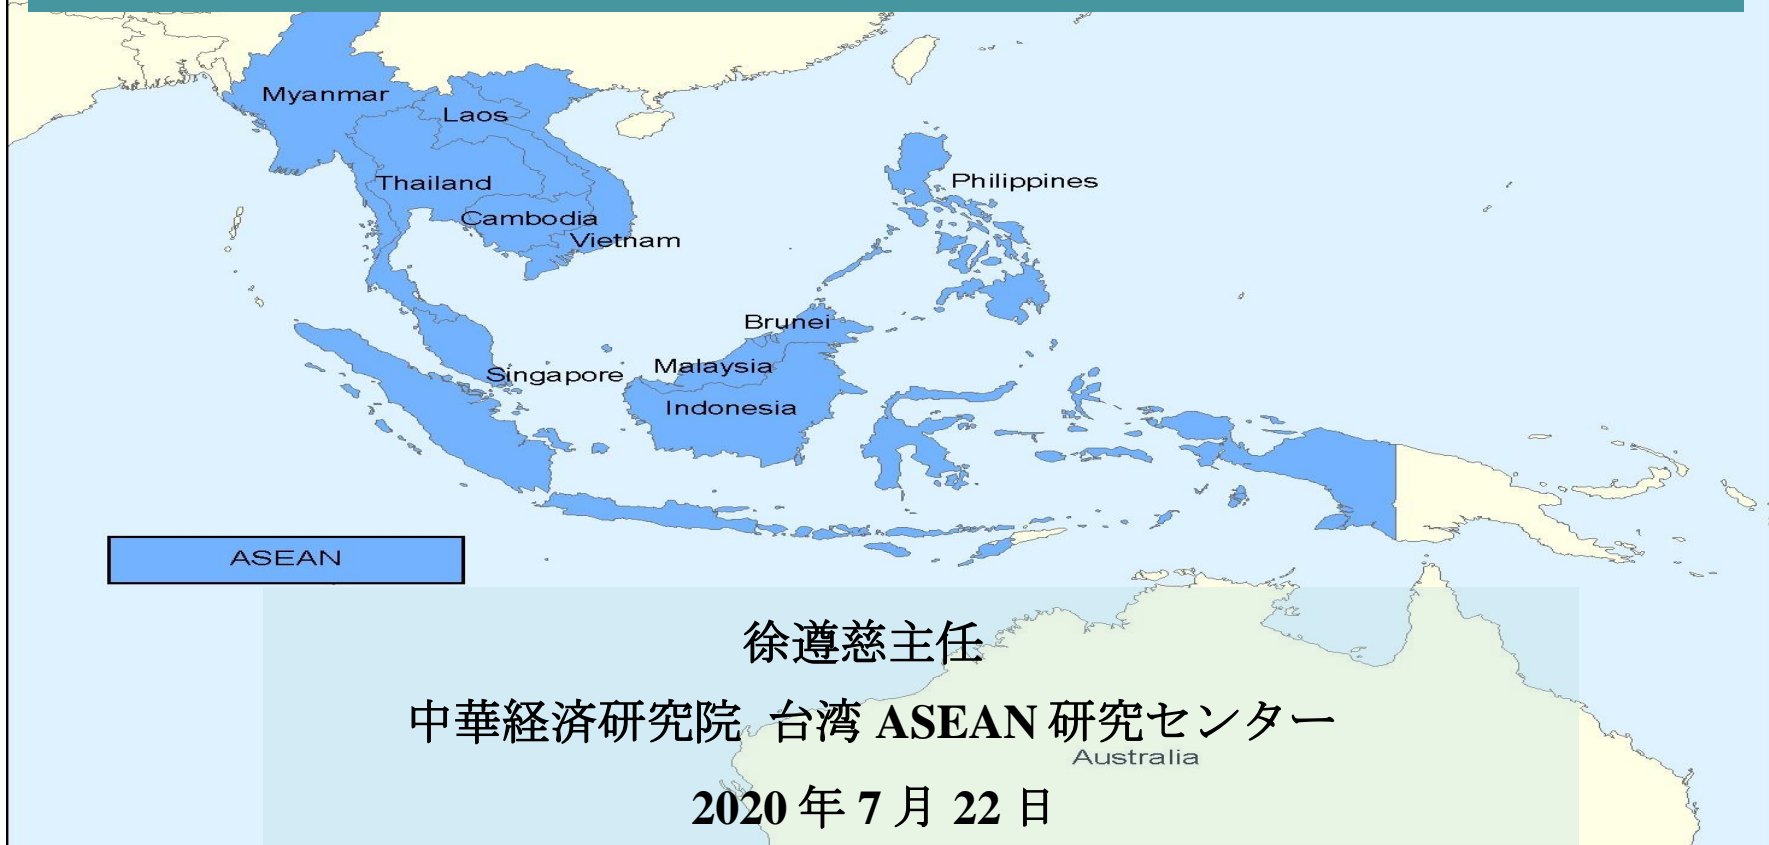 Myanmar
Laos
Thailand
Philippines
Cambodia
Vietnam
Brunei
Malaysia
Singapore
Indonesia
ASEAN
徐遵慈主任
中華経済研究院 台湾 ASEAN 研究センター
Australia
2020 年 7 月 22 日